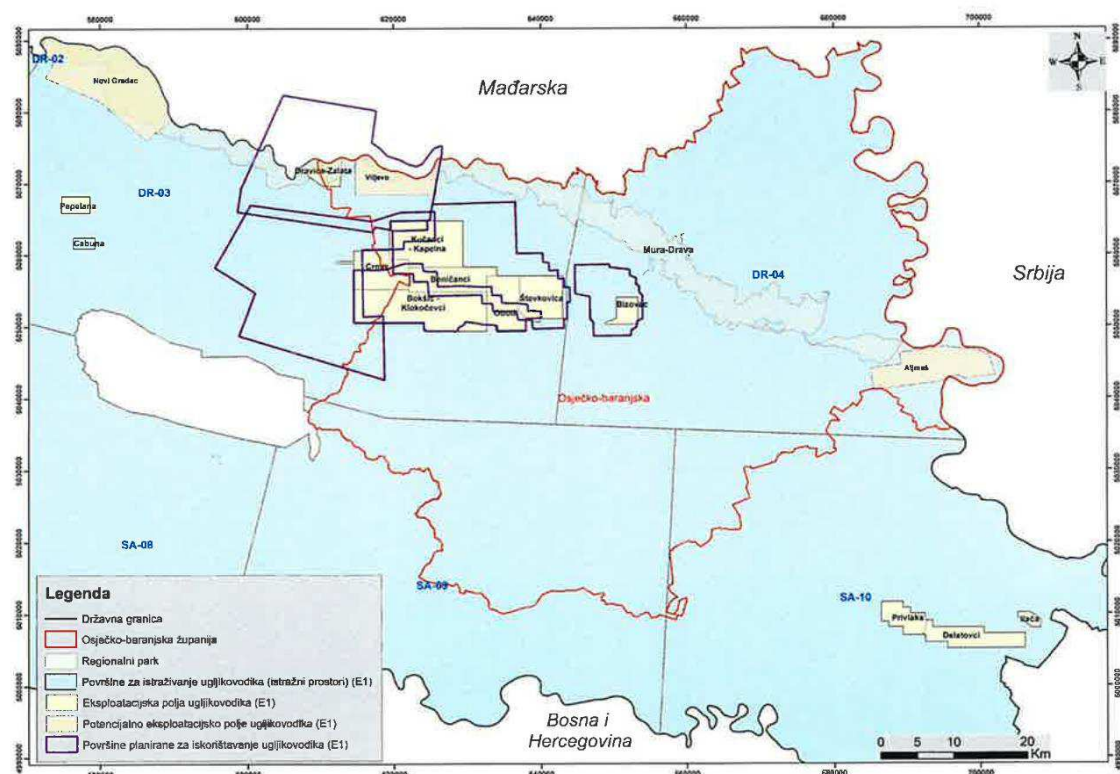 580000
600000
620000
640000
660000
680000
700000
DR-02
Novi Gradac
Mađarska
N
W
E
S
DR-03
Dravica-Zalata
Viljevo
Pepelana
Cabuna
Kučanci
- Kapelna
Crnac
Beničanci
Bokšić -
Klokočevci
Števkovica
Obod
Bizovac
Mura-Drava
DR-04
Srbija
Aljmaš
Osječko-baranjska
SA-08
SA-09
SA-10
Privlaka
Đeletovci
Ilača
Legenda
Državna granica
Osječko-baranjska županija
Regionalni park
Površine za istraživanje ugljikovodika (istražni prostori) (E1)
Eksploatacijska polja ugljikovodika (E1)
Potencijalno eksploatacijsko polje ugljikovodika (E1)
Površine planirane za iskorištavanje ugljikovodika (E1)
Bosna i
Hercegovina
0 5 10 20
Km